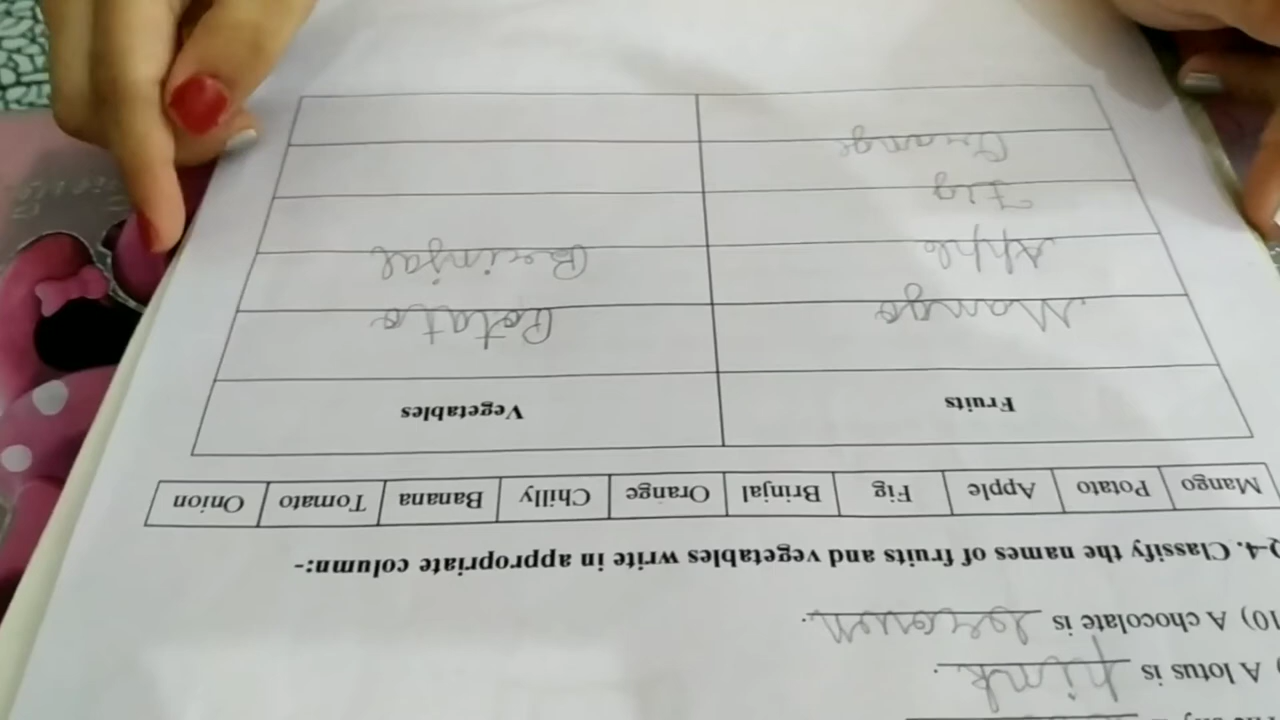 A lotus is pink.
10) A chocolate is brown.
Q-4. Classify the names of fruits and vegetables write in appropriate column:-
Mango Potato Apple Fig Brinjal Orange Chilly Banana Tomato Onion
Fruits Vegetables
Mango Potato
Apple Brinjal
Fig
Orange